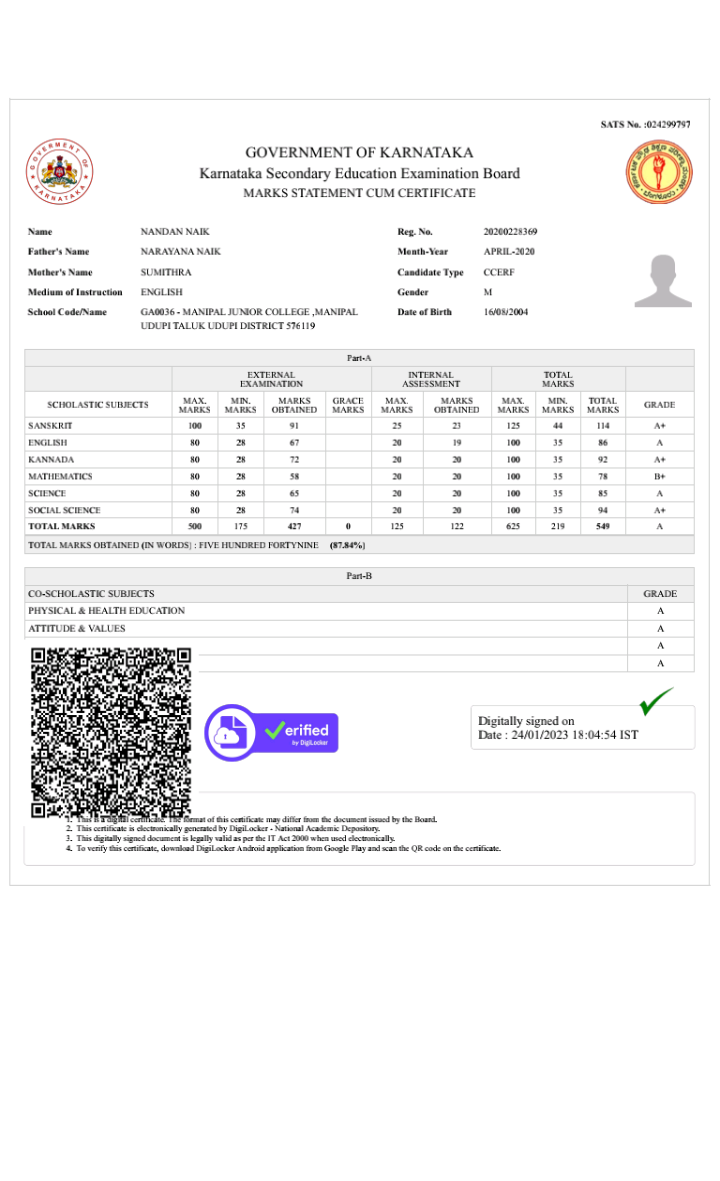 SATS No. :024299797
GOVERNMENT OF KARNATAKA
GOVERNMENT OF KARNATAKA
Karnataka Secondary Education Examination Board
MARKS STATEMENT CUM CERTIFICATE
Name NANDAN NAIK Reg. No. 20200228369
Father's Name NARAYANA NAIK Month-Year APRIL-2020
Mother's Name SUMITHRA Candidate Type CCERF
Medium of Instruction ENGLISH Gender M
School Code/Name GA0036 - MANIPAL JUNIOR COLLEGE ,MANIPAL Date of Birth 16/08/2004
UDUPI TALUK UDUPI DISTRICT 576119
Part-A
EXTERNAL INTERNAL TOTAL
EXAMINATION ASSESSMENT MARKS
SCHOLASTIC SUBJECTS MAX. MARKS MIN. MARKS MARKS OBTAINED GRACE MARKS MAX. MARKS MARKS OBTAINED MAX. MARKS MIN. MARKS TOTAL MARKS GRADE
SANSKRIT 100 35 91 25 23 125 44 114 A+
ENGLISH 80 28 67 20 19 100 35 86 A
KANNADA 80 28 72 20 20 100 35 92 A+
MATHEMATICS 80 28 58 20 20 100 35 78 B+
SCIENCE 80 28 65 20 20 100 35 85 A
SOCIAL SCIENCE 80 28 74 20 20 100 35 94 A+
TOTAL MARKS 500 175 427 0 125 122 625 219 549 A
TOTAL MARKS OBTAINED (IN WORDS) : FIVE HUNDRED FORTYNINE (87.84%)
Part-B
CO-SCHOLASTIC SUBJECTS GRADE
PHYSICAL & HEALTH EDUCATION A
ATTITUDE & VALUES A
A
A
erified
by DigiLocker
Digitally signed on
Date : 24/01/2023 18:04:54 IST
1. This is a digital certificate. The format of this certificate may differ from the document issued by the Board.
2. This certificate is electronically generated by DigiLocker - National Academic Depository.
3. This digitally signed document is legally valid as per the IT Act 2000 when used electronically.
4. To verify this certificate, download DigiLocker Android application from Google Play and scan the QR code on the certificate.